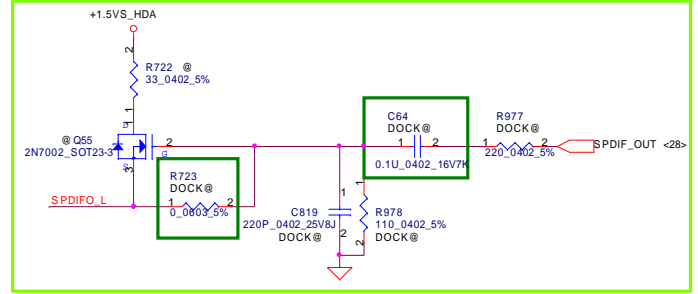 +1.5VS_HDA
2
R722 @
33_0402_5%
1
D
@ Q55
2N7002_SOT23-3
2
G
S
3
SPDIFO_L
R723
DOCK@
1 2
0_0603_5%
C64
DOCK@
1 2
0.1U_0402_16V7K
R977
DOCK@
1 2
220_0402_5%
SPDIF_OUT <28>
1
C819
220P_0402_25V8J
DOCK@
2
1
R978
110_0402_5%
DOCK@
2